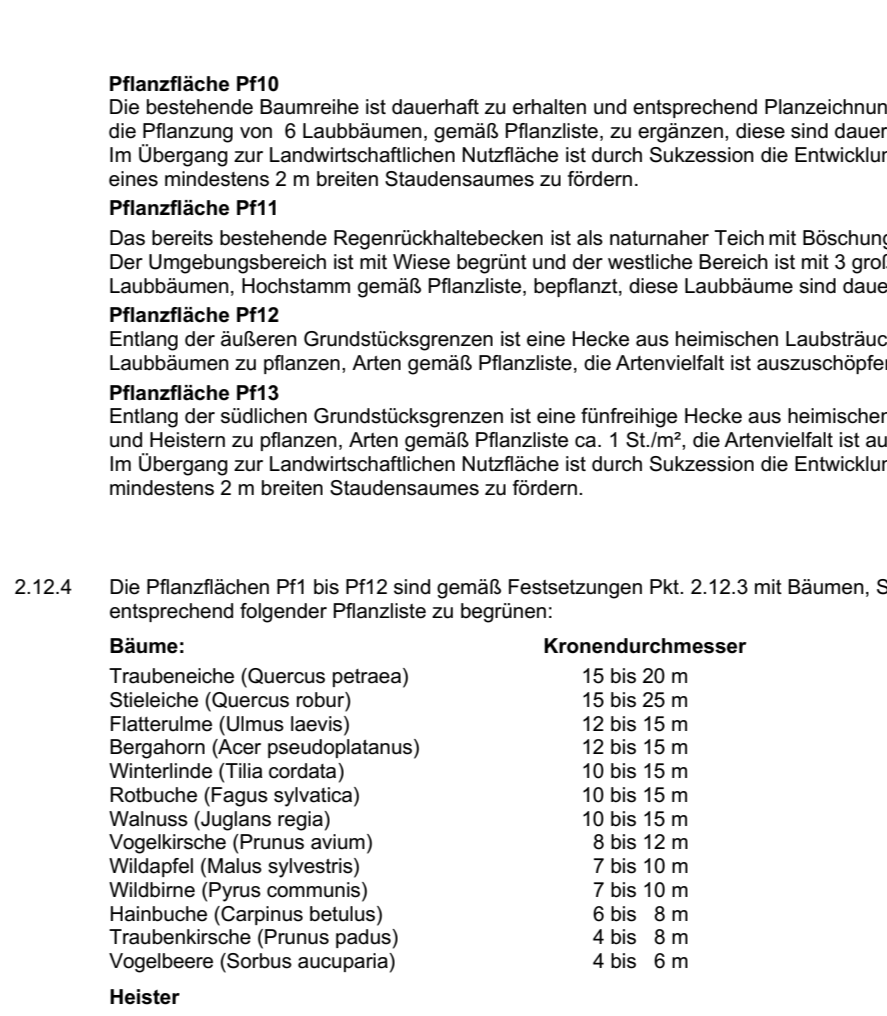 Pflanzfläche Pf10
Die bestehende Baumreihe ist dauerhaft zu erhalten und entsprechend Planzeichnun
die Pflanzung von 6 Laubbäumen, gemäß Pflanzliste, zu ergänzen, diese sind dauer
Im Übergang zur Landwirtschaftlichen Nutzfläche ist durch Sukzession die Entwicklun
eines mindestens 2 m breiten Staudensaumes zu fördern.
Pflanzfläche Pf11
Das bereits bestehende Regenrückhaltebecken ist als naturnaher Teich mit Böschung
Der Umgebungsbereich ist mit Wiese begrünt und der westliche Bereich ist mit 3 groß
Laubbäumen, Hochstamm gemäß Pflanzliste, bepflanzt, diese Laubbäume sind daue
Pflanzfläche Pf12
Entlang der äußeren Grundstücksgrenzen ist eine Hecke aus heimischen Laubsträuc
Laubbäumen zu pflanzen, Arten gemäß Pflanzliste, die Artenvielfalt ist auszuschöpfen
Pflanzfläche Pf13
Entlang der südlichen Grundstücksgrenzen ist eine fünfreihige Hecke aus heimischen
und Heistern zu pflanzen, Arten gemäß Pflanzliste ca. 1 St./m², die Artenvielfalt ist au
Im Übergang zur Landwirtschaftlichen Nutzfläche ist durch Sukzession die Entwicklun
mindestens 2 m breiten Staudensaumes zu fördern.
2.12.4 Die Pflanzflächen Pf1 bis Pf12 sind gemäß Festsetzungen Pkt. 2.12.3 mit Bäumen, S
entsprechend folgender Pflanzliste zu begrünen:
Bäume: Kronendurchmesser
Traubeneiche (Quercus petraea) 15 bis 20 m
Stieleiche (Quercus robur) 15 bis 25 m
Flatterulme (Ulmus laevis) 12 bis 15 m
Bergahorn (Acer pseudoplatanus) 12 bis 15 m
Winterlinde (Tilia cordata) 10 bis 15 m
Rotbuche (Fagus sylvatica) 10 bis 15 m
Walnuss (Juglans regia) 10 bis 15 m
Vogelkirsche (Prunus avium) 8 bis 12 m
Wildapfel (Malus sylvestris) 7 bis 10 m
Wildbirne (Pyrus communis) 7 bis 10 m
Hainbuche (Carpinus betulus) 6 bis 8 m
Traubenkirsche (Prunus padus) 4 bis 8 m
Vogelbeere (Sorbus aucuparia) 4 bis 6 m
Heister